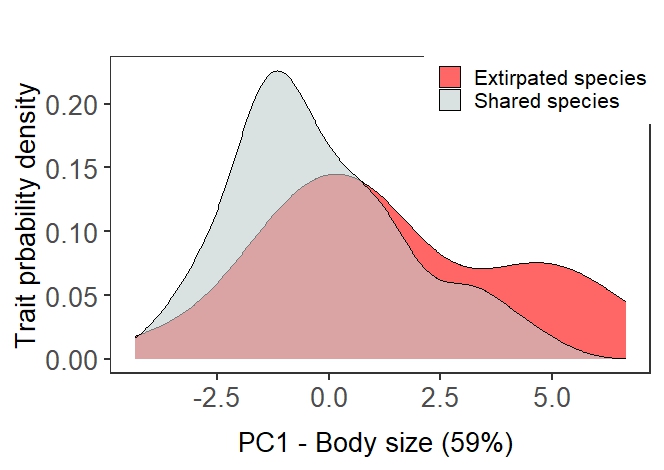 Extirpated species
Shared species
Trait prbability density
0.20
0.15
0.10
0.05
0.00
-2.5
0.0
2.5
5.0
PC1 - Body size (59%)